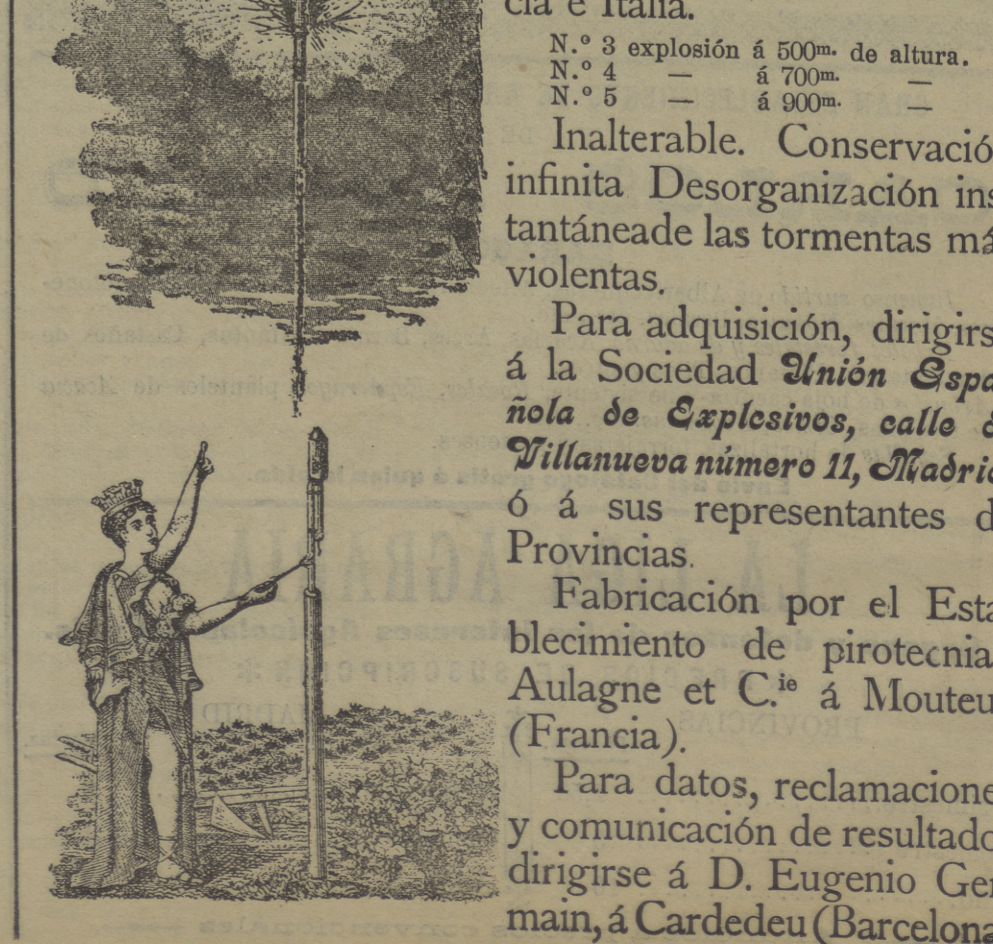 cia é Italia.
N.º 3 explosión á 500m. de altura.
N.º 4 — á 700m. —
N.º 5 — á 900m. —
Inalterable. Conservació
infinita Desorganización ins
tantáneade las tormentas má
violentas.
Para adquisición, dirigirs
á la Sociedad Unión Espa
ñola de Explosivos, calle d
Villanueva número 11, Madrid
ó á sus representantes d
Provincias.
Fabricación por el Esta
blecimiento de pirotecnia
Aulagne et C.ie á Mouteu
(Francia).
Para datos, reclamacione
y comunicación de resultado
dirigirse á D. Eugenio Ger
main, á Cardedeu (Barcelona